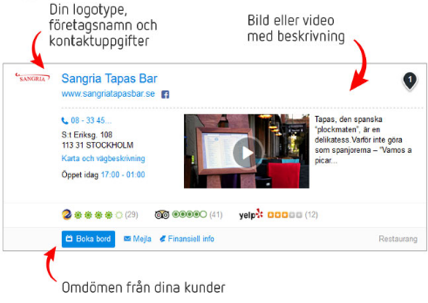 Din logotype,
företagsnamn och
kontaktuppgifter
Bild eller video
med beskrivning
SANGRIA
Sangria Tapas Bar
www.sangriatapasbar.se
1
08 - 33 45...
S:t Eriksg. 108
113 31 STOCKHOLM
Karta och vägbeskrivning
Öppet idag 17:00 - 01:00
Tapas, den spanska
"plockmaten", är en
delikatess.Varför inte göra
som spanjorerna – "Vamos a
picar...
(29)
(41)
yelp
(12)
Boka bord
Mejla
Finansiell info
Restaurang
Omdömen från dina kunder